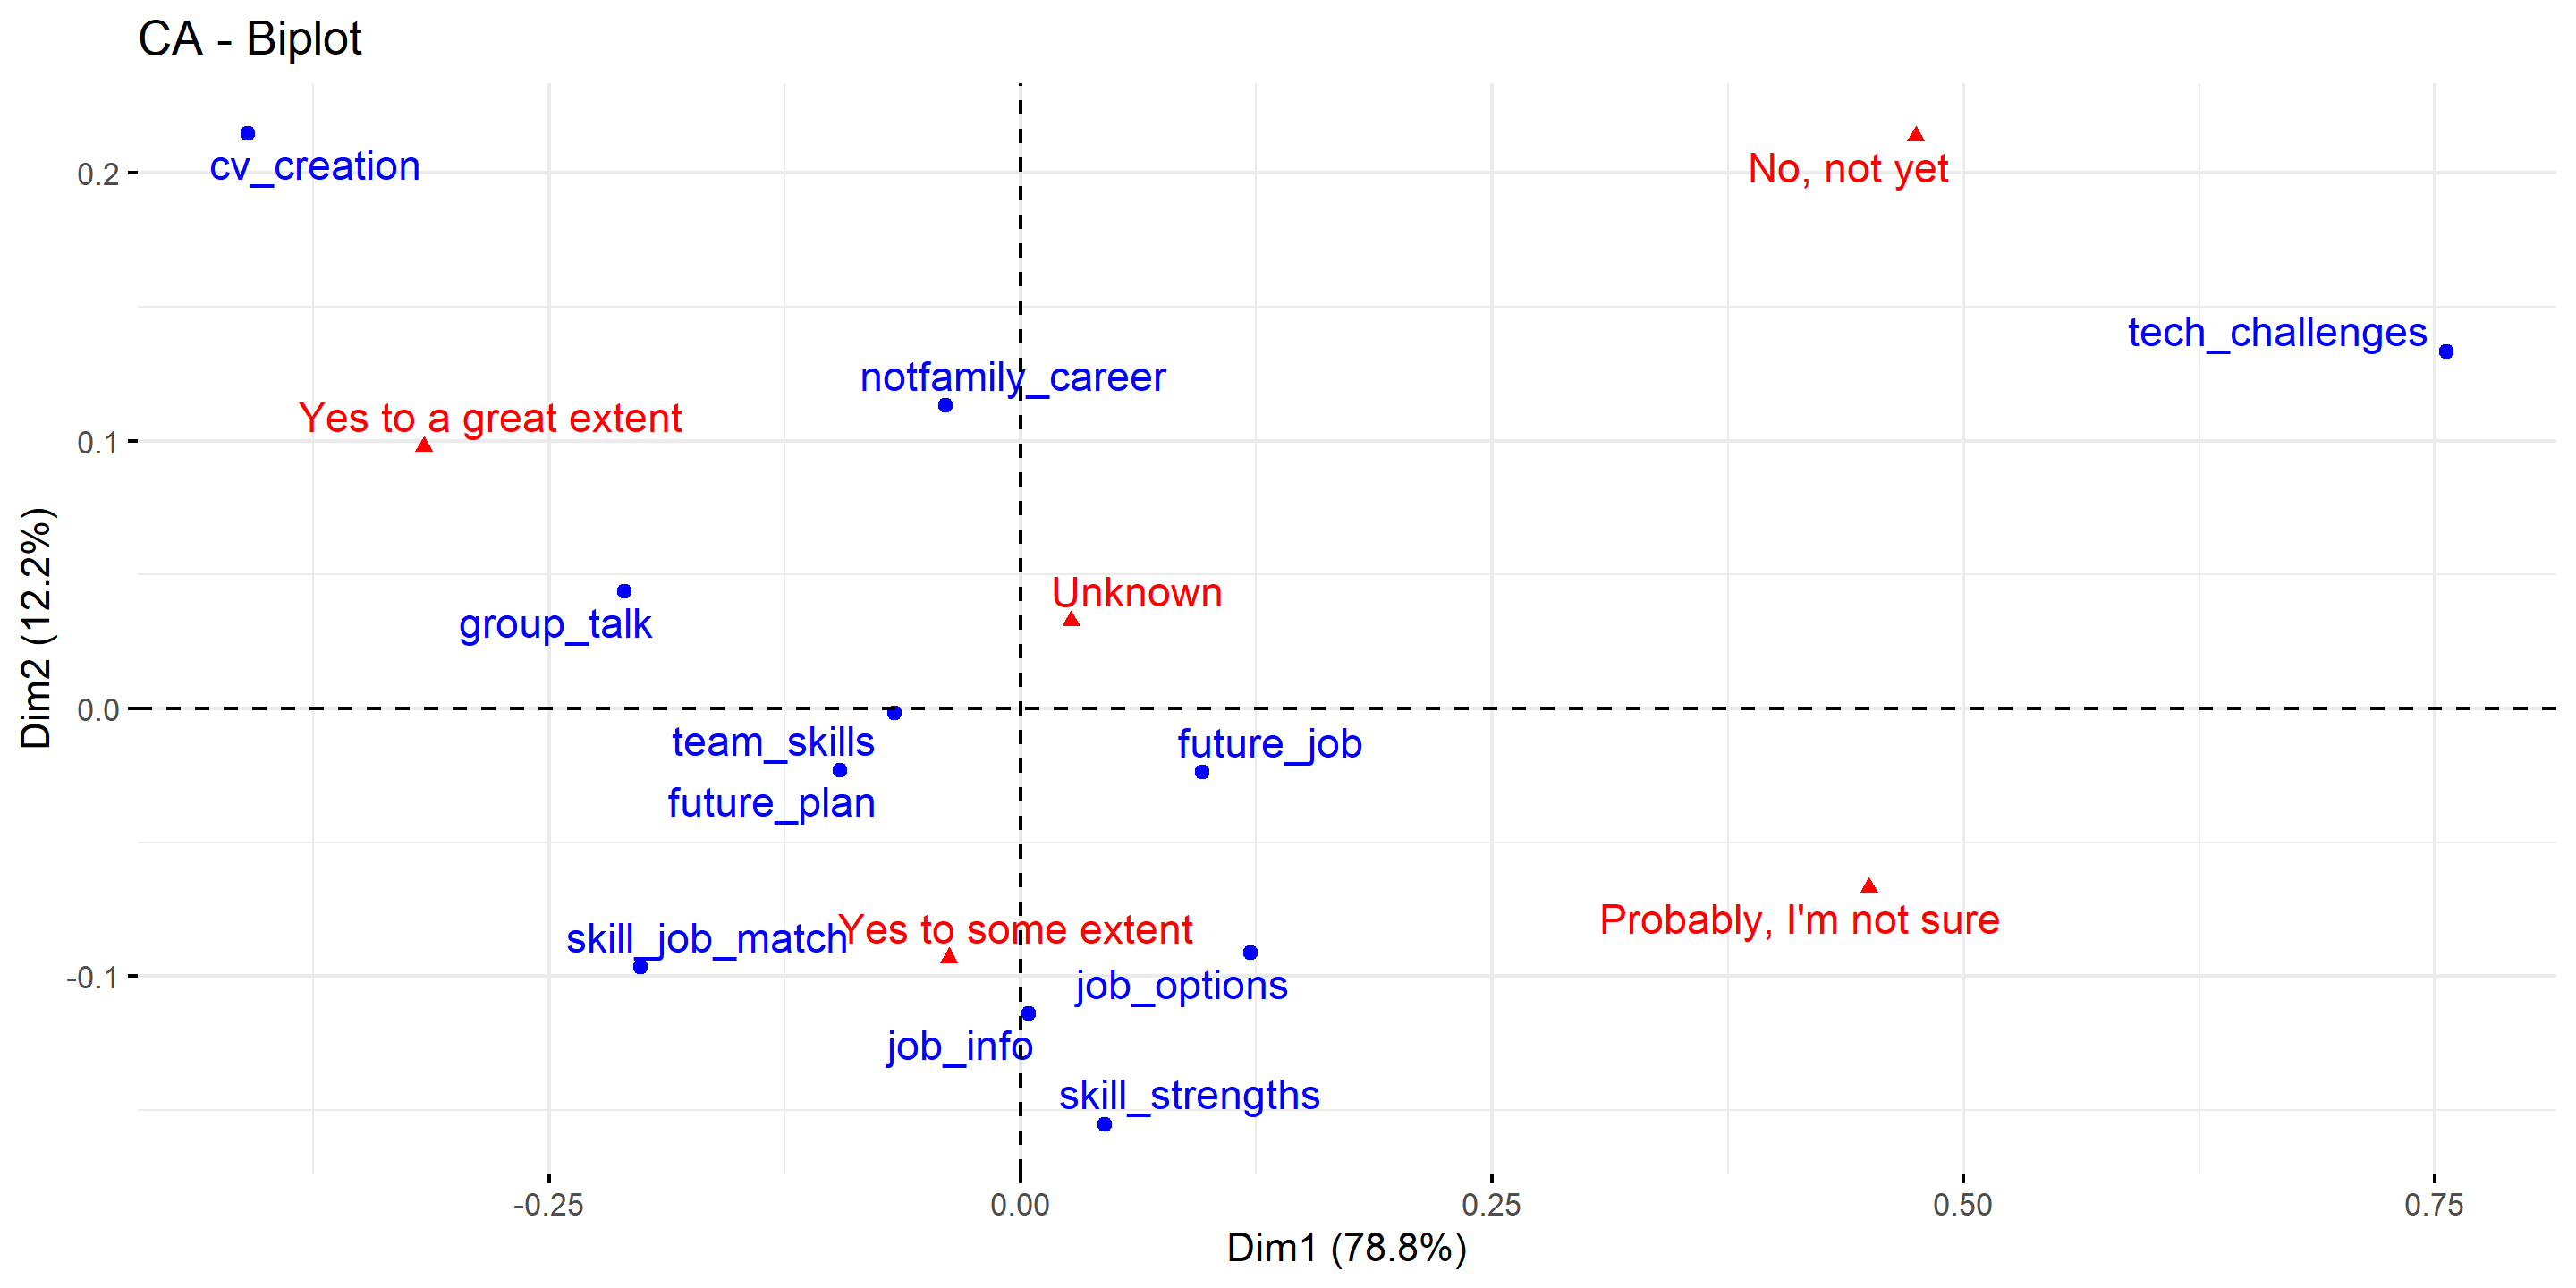 CA - Biplot
cv_creation
No, not yet
0.2
tech_challenges
notfamily_career
Yes to a great extent
0.1
Unknown
group_talk
Dim2 (12.2%)
0.0
team_skills
future_job
future_plan
Probably, I'm not sure
Yes to some extent
skill_job_match
-0.1
job_options
job_info
skill_strengths
-0.25
0.00
0.25
0.50
0.75
Dim1 (78.8%)